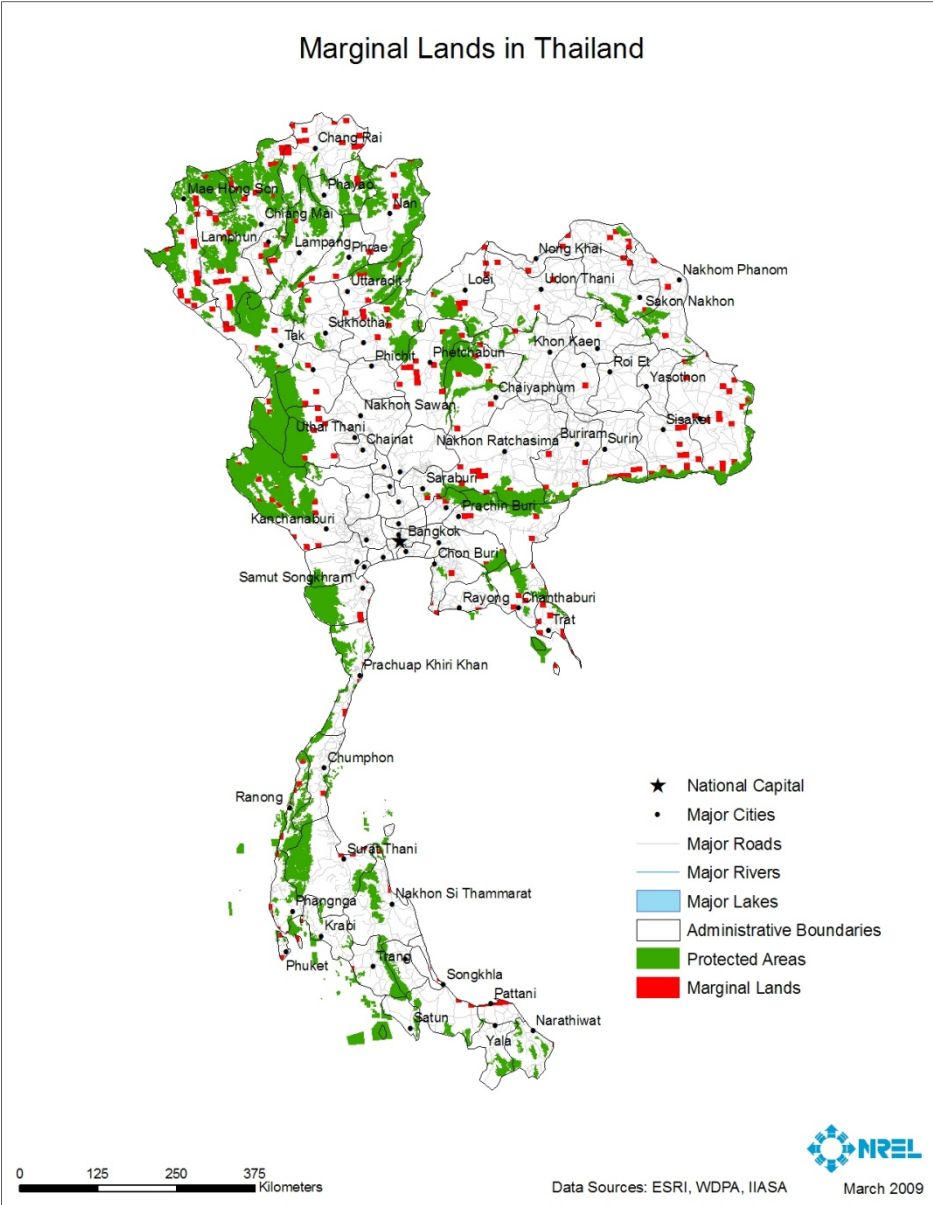 Marginal Lands in Thailand
Chang Rai
Mae Hong Son
Phayao
Nan
Chiang Mai
Lamphun
Lampang
Phrae
Nong Khai
Nakhom Phanom
Loei
Udon Thani
Uttaradit
Sakon Nakhon
Sukhothai
Tak
Khon Kaen
Phichit
Phetchabun
Roi Et
Yasothon
Chaiyaphum
Nakhon Sawan
Sisaket
Uthai Thani
Chainat
Nakhon Ratchasima
Buriram
Surin
Saraburi
Prachin Buri
Kanchanaburi
Bangkok
Chon Buri
Samut Songkhram
Rayong
Chanthaburi
Trat
Prachuap Khiri Khan
Chumphon
Ranong
Surat Thani
Nakhon Si Thammarat
Phangnga
Krabi
Phuket
Trang
Songkhla
Pattani
Satun
Yala
Narathiwat
National Capital
Major Cities
Major Roads
Major Rivers
Major Lakes
Administrative Boundaries
Protected Areas
Marginal Lands
0 125 250 375
Kilometers
NREL
Data Sources: ESRI, WDPA, IIASA
March 2009